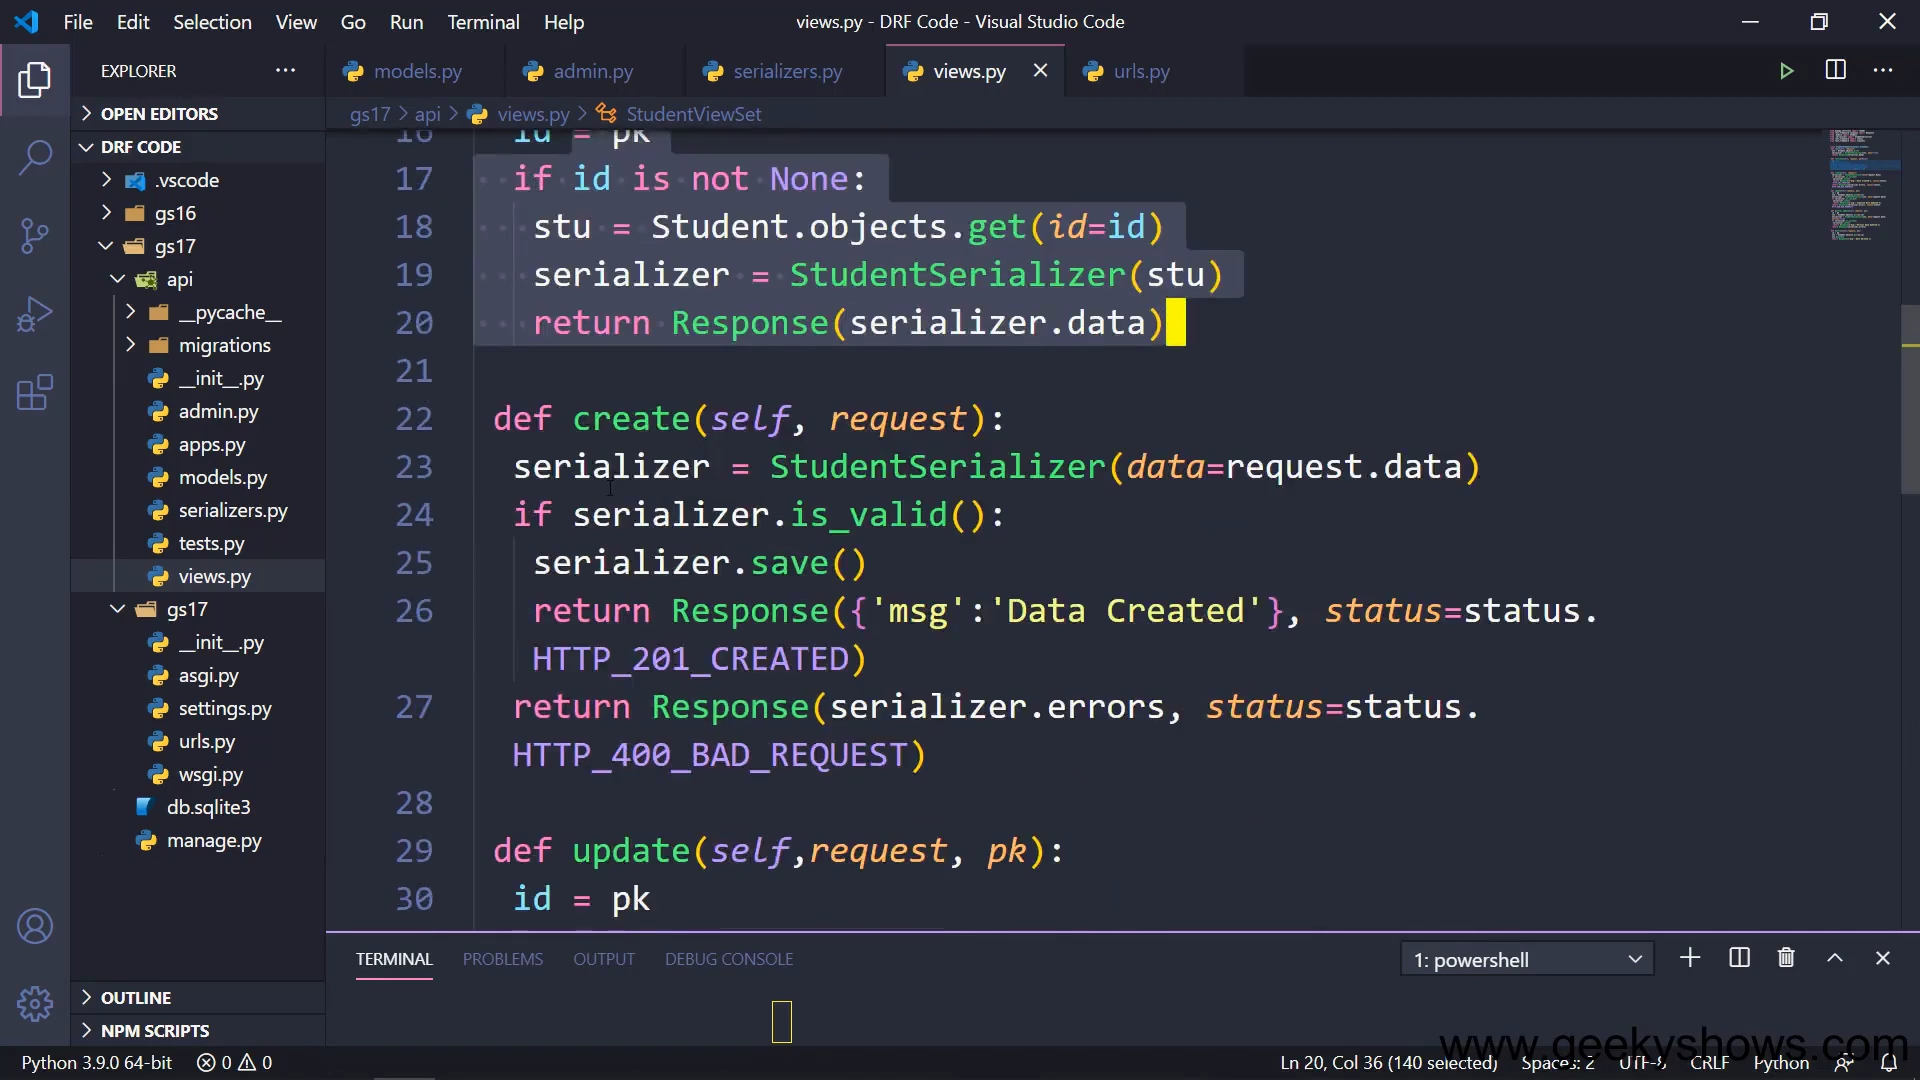 File Edit Selection View Go Run Terminal Help
views.py - DRF Code - Visual Studio Code
EXPLORER
models.py
admin.py
serializers.py
views.py
urls.py
OPEN EDITORS
DRF CODE
.vscode
gs16
gs17
api
__pycache__
migrations
__init__.py
admin.py
apps.py
models.py
serializers.py
tests.py
views.py
gs17
__init__.py
asgi.py
settings.py
urls.py
wsgi.py
db.sqlite3
manage.py
OUTLINE
NPM SCRIPTS
gs17 > api > views.py > StudentViewSet
16 id = pk
17 if id is not None:
18 stu = Student.objects.get(id=id)
19 serializer = StudentSerializer(stu)
20 return Response(serializer.data)
21
22 def create(self, request):
23 serializer = StudentSerializer(data=request.data)
24 if serializer.is_valid():
25 serializer.save()
26 return Response({'msg':'Data Created'}, status=status.
HTTP_201_CREATED)
27 return Response(serializer.errors, status=status.
HTTP_400_BAD_REQUEST)
28
29 def update(self,request, pk):
30 id = pk
TERMINAL PROBLEMS OUTPUT DEBUG CONSOLE
1: powershell
www.geekyshows.com
Python 3.9.0 64-bit 0 0
Ln 20, Col 36 (140 selected) Spaces: 2 UTF-8 CRLF Python